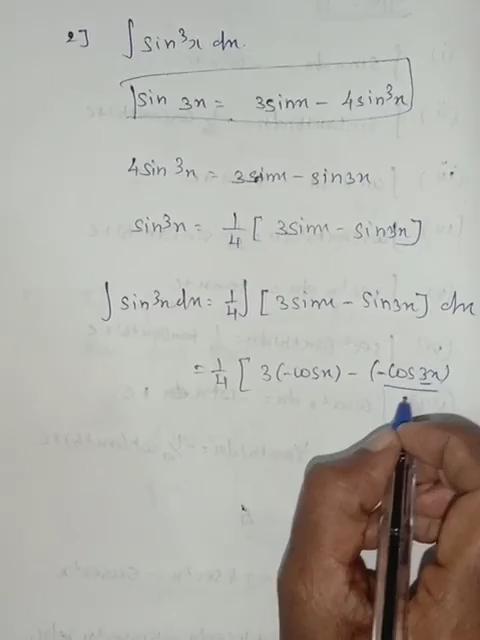 2] ∫ sin³x dx.
sin 3x = 3sinx – 4sin³x
4sin³x = 3sinx – sin3x
sin³x = 1/4 [ 3sinx – sin3x ]
∫ sin³x dx = 1/4 ∫ [ 3sinx – sin3x ] dx
= 1/4 [ 3(-cosx) – (-cos3x)